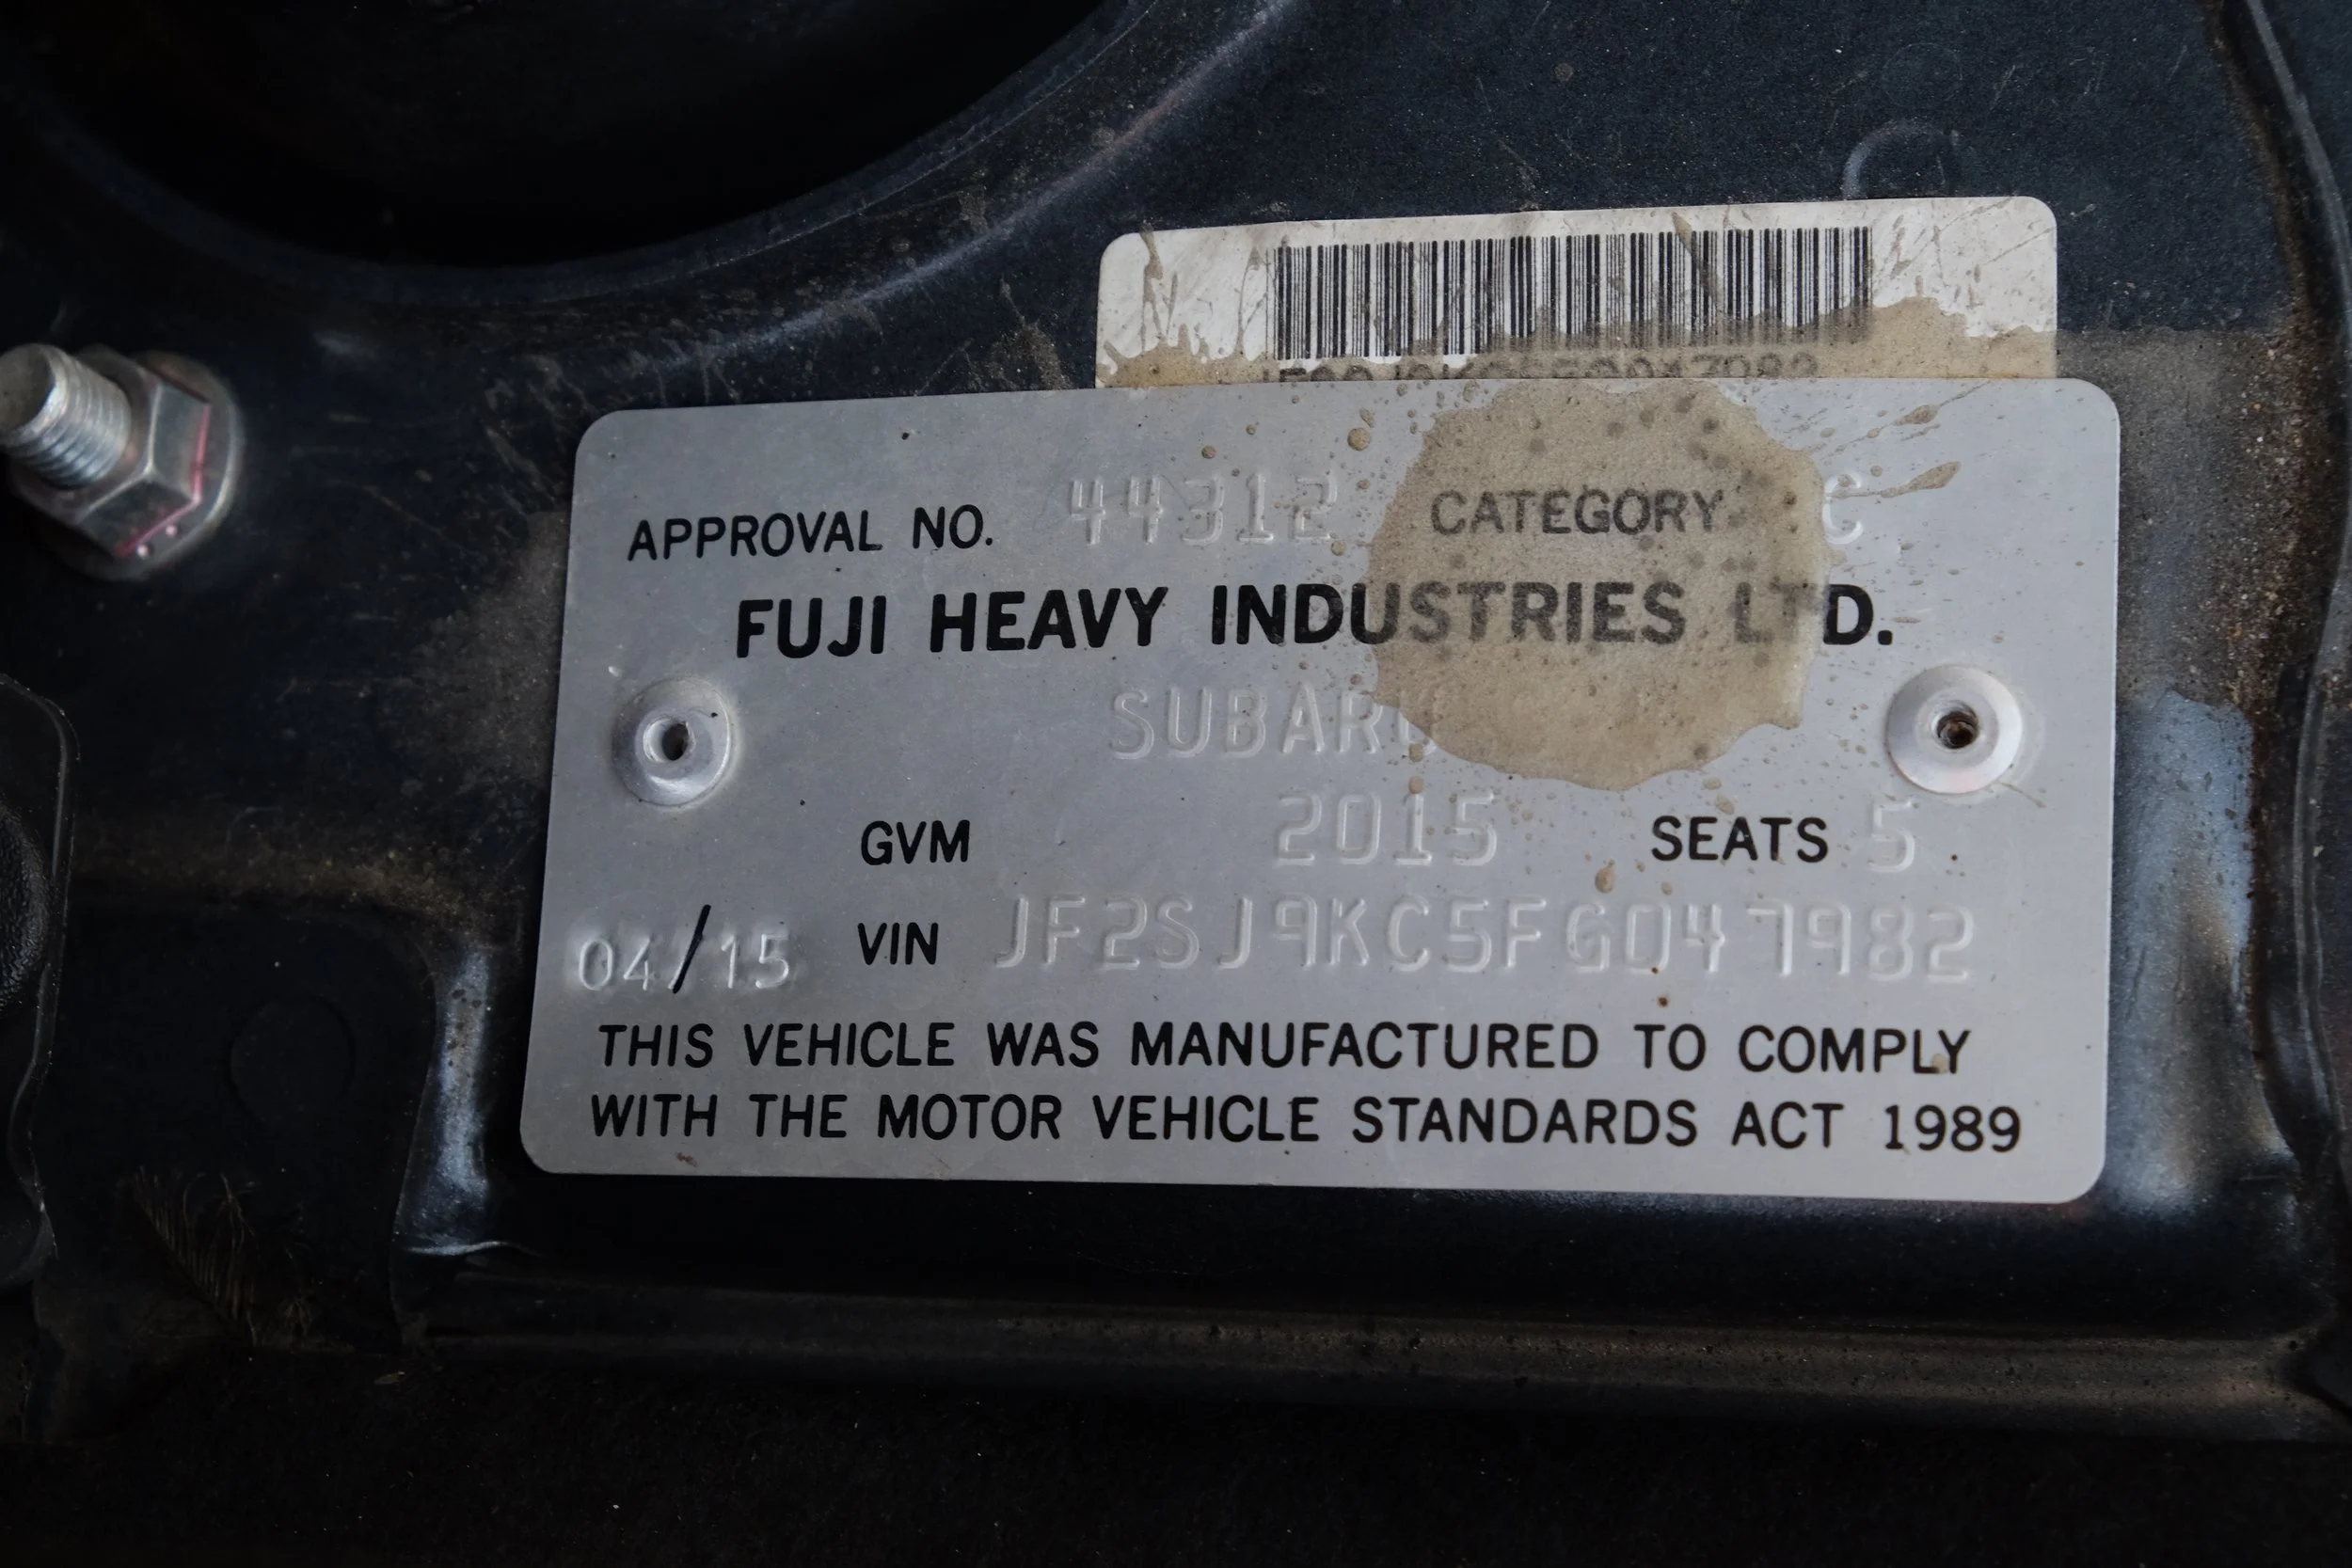 APPROVAL NO. 44312 CATEGORY C
FUJI HEAVY INDUSTRIES LTD.
SUBARU
GVM 2015 SEATS 5
04/15 VIN JF2SJ9KC5FG047982
THIS VEHICLE WAS MANUFACTURED TO COMPLY
WITH THE MOTOR VEHICLE STANDARDS ACT 1989